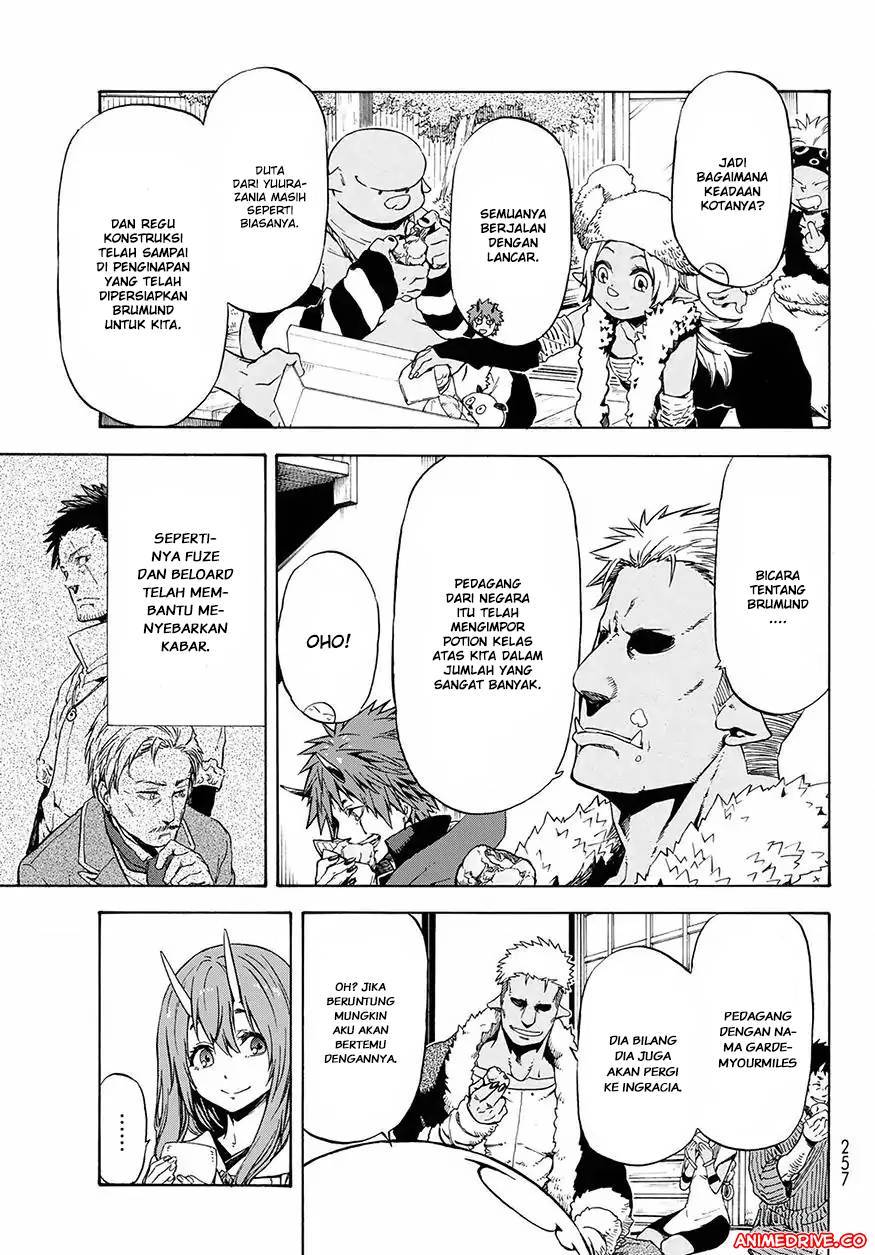 JADI
BAGAIMANA
KEADAAN
KOTANYA?
SEMUANYA
BERJALAN
DENGAN
LANCAR.
DUTA
DARI YUURA-
ZANIA MASIH
SEPERTI
BIASANYA.
DAN REGU
KONSTRUKSI
TELAH SAMPAI
DI PENGINAPAN
YANG TELAH
DIPERSIAPKAN
BRUMUND
UNTUK KITA.
BICARA
TENTANG
BRUMUND
....
PEDAGANG
DARI NEGARA
ITU TELAH
MENGIMPOR
POTION KELAS
ATAS KITA DALAM
JUMLAH YANG
SANGAT BANYAK.
OHO!
SEPERTI-
NYA FUZE
DAN BELOARD
TELAH MEM-
BANTU ME-
NYEBARKAN
KABAR.
PEDAGANG
DENGAN NA-
MA GARDE-
MYOURMILES
DIA BILANG
DIA JUGA
AKAN PERGI
KE INGRACIA.
OH? JIKA
BERUNTUNG
MUNGKIN
AKU AKAN
BERTEMU
DENGANNYA.
......
257
ANIMEDRIVE.CO